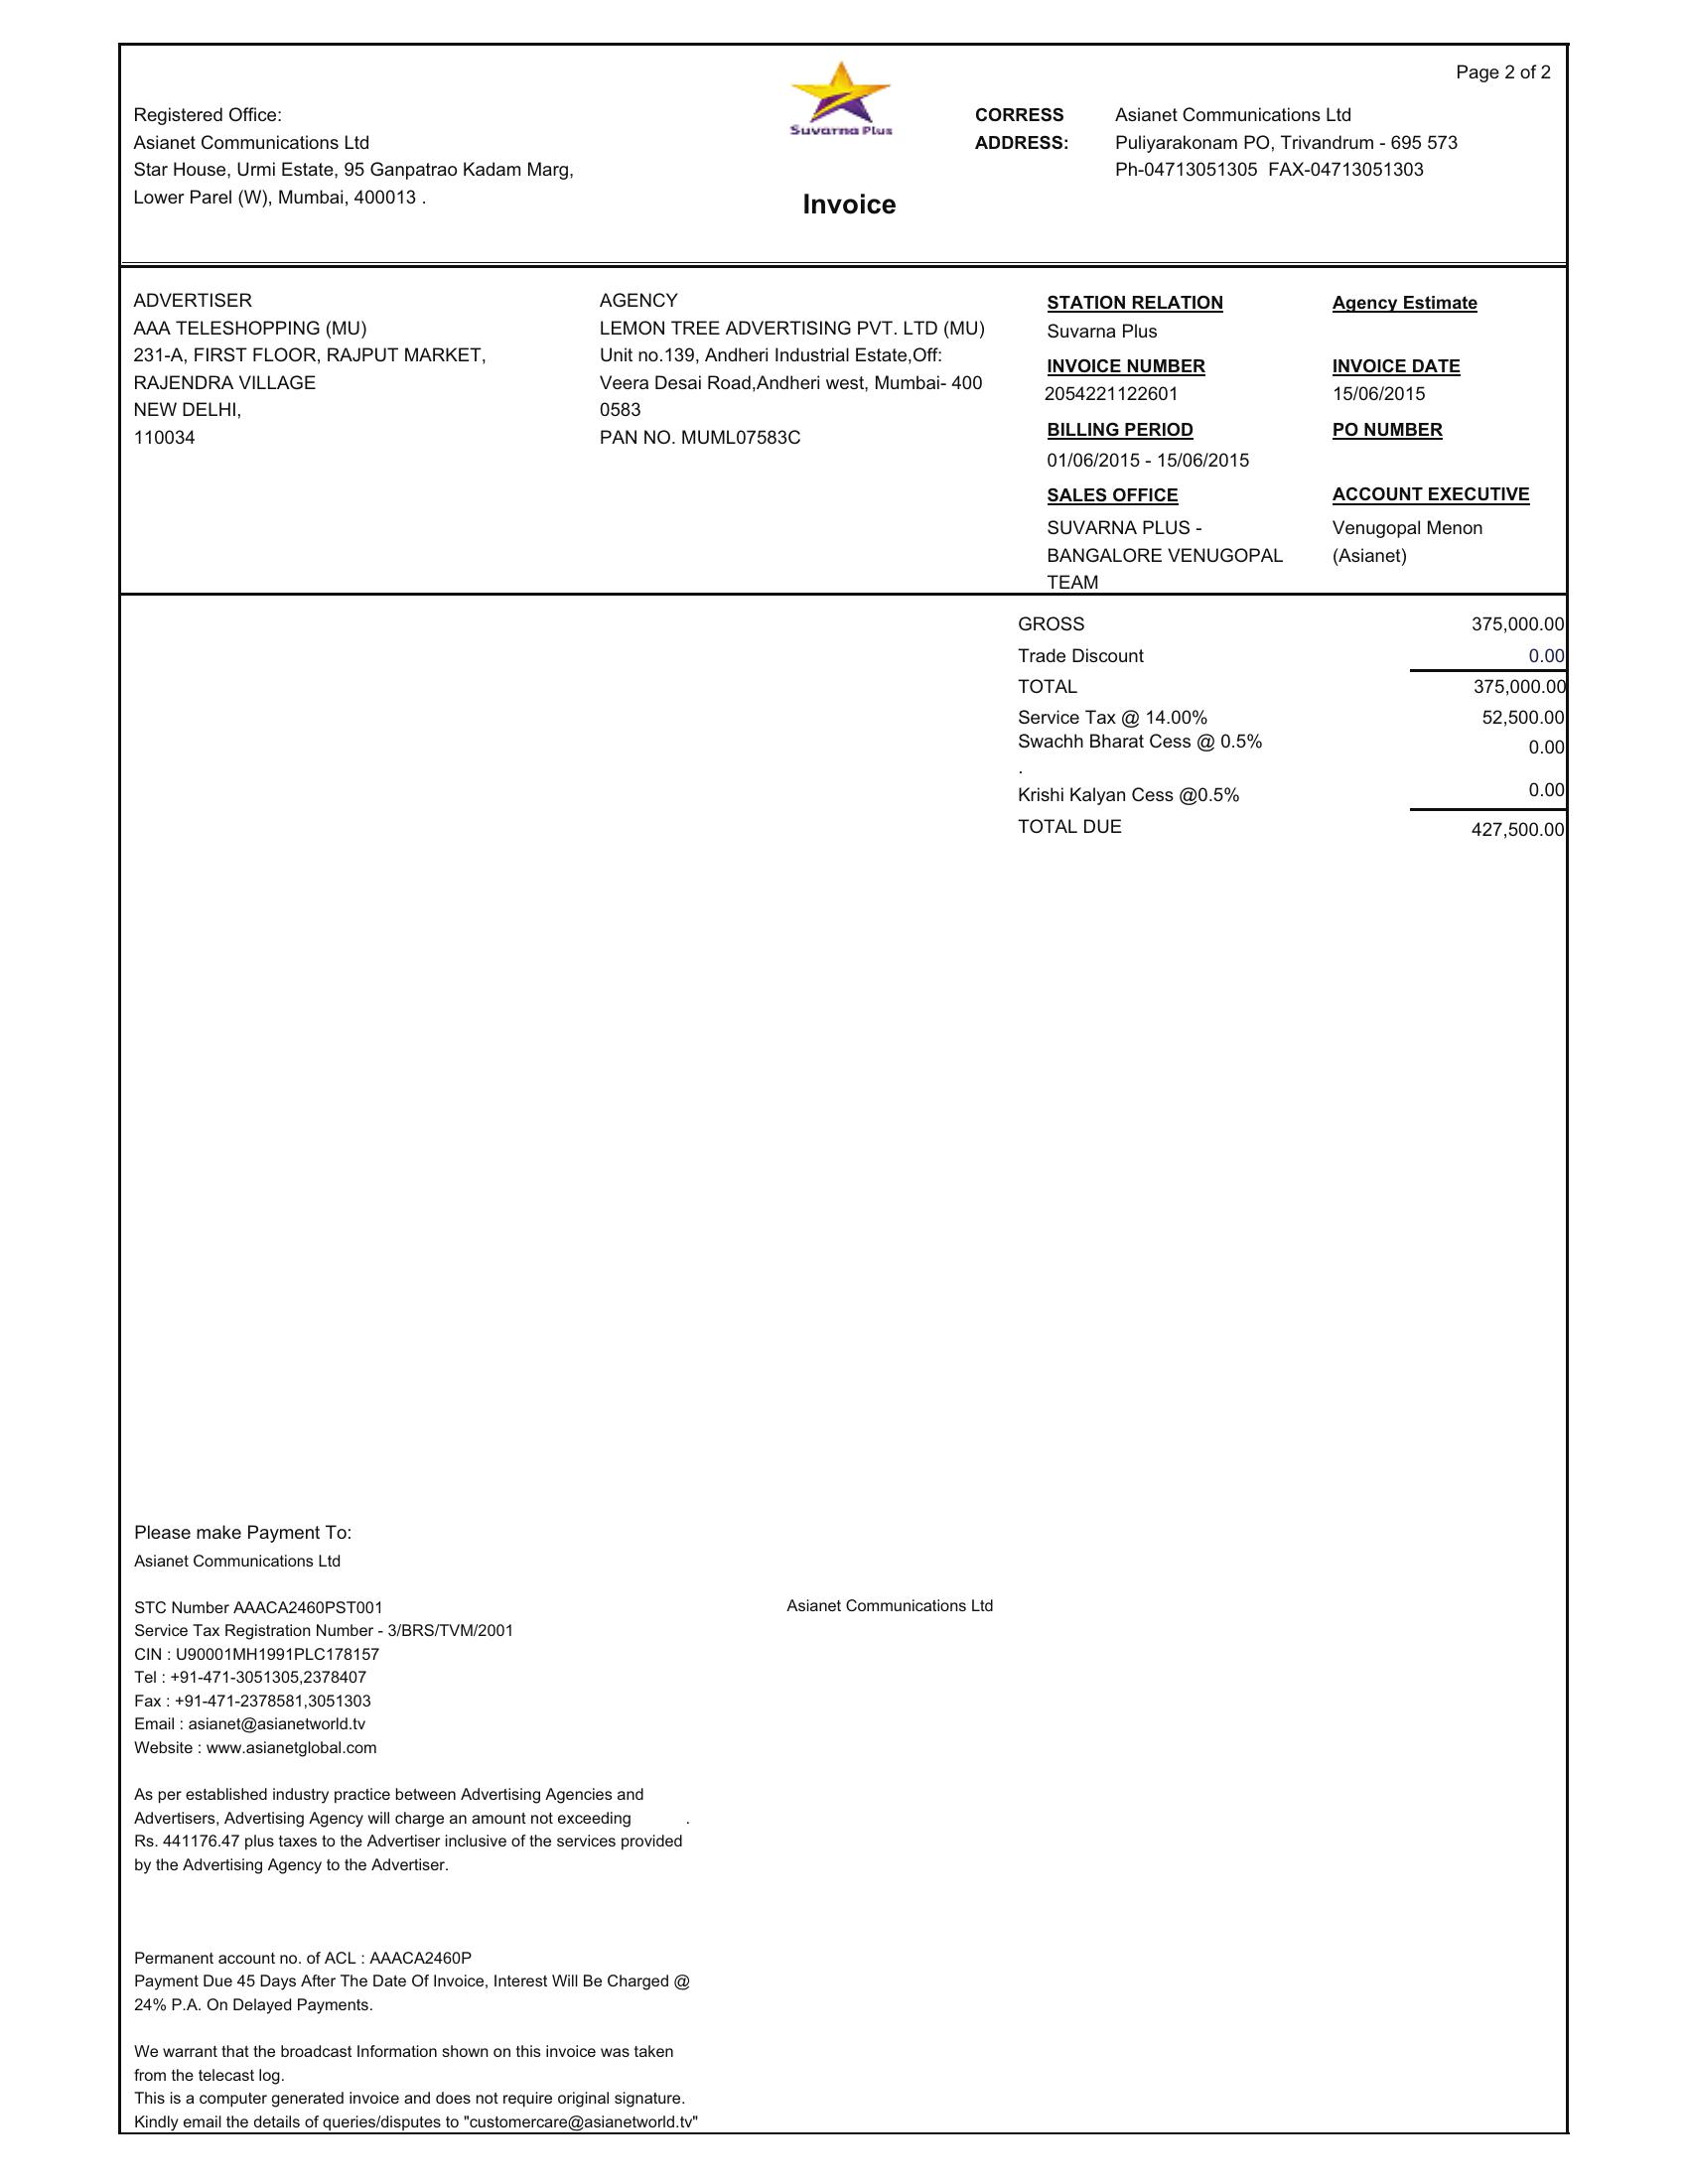 Page 2 of 2
Registered Office:
Asianet Communications Ltd
Star House, Urmi Estate, 95 Ganpatrao Kadam Marg,
Lower Parel (W), Mumbai, 400013 .
Suvarna Plus
Invoice
CORRESS
ADDRESS:
Asianet Communications Ltd
Puliyarakonam PO, Trivandrum - 695 573
Ph-04713051305  FAX-04713051303
ADVERTISER
AAA TELESHOPPING (MU)
231-A, FIRST FLOOR, RAJPUT MARKET,
RAJENDRA VILLAGE
NEW DELHI,
110034
AGENCY
LEMON TREE ADVERTISING PVT. LTD (MU)
Unit no.139, Andheri Industrial Estate,Off:
Veera Desai Road,Andheri west, Mumbai- 400
0583
PAN NO. MUML07583C
STATION RELATION
Suvarna Plus
Agency Estimate
INVOICE NUMBER
2054221122601
INVOICE DATE
15/06/2015
BILLING PERIOD
01/06/2015 - 15/06/2015
PO NUMBER
SALES OFFICE
SUVARNA PLUS -
BANGALORE VENUGOPAL
TEAM
ACCOUNT EXECUTIVE
Venugopal Menon
(Asianet)
GROSS 375,000.00
Trade Discount 0.00
TOTAL 375,000.00
Service Tax @ 14.00% 52,500.00
Swachh Bharat Cess @ 0.5% 0.00
.
Krishi Kalyan Cess @0.5% 0.00
TOTAL DUE 427,500.00
Please make Payment To:
Asianet Communications Ltd
STC Number AAACA2460PST001
Asianet Communications Ltd
Service Tax Registration Number - 3/BRS/TVM/2001
CIN : U90001MH1991PLC178157
Tel : +91-471-3051305,2378407
Fax : +91-471-2378581,3051303
Email : asianet@asianetworld.tv
Website : www.asianetglobal.com
As per established industry practice between Advertising Agencies and
Advertisers, Advertising Agency will charge an amount not exceeding .
Rs. 441176.47 plus taxes to the Advertiser inclusive of the services provided
by the Advertising Agency to the Advertiser.
Permanent account no. of ACL : AAACA2460P
Payment Due 45 Days After The Date Of Invoice, Interest Will Be Charged @
24% P.A. On Delayed Payments.
We warrant that the broadcast Information shown on this invoice was taken
from the telecast log.
This is a computer generated invoice and does not require original signature.
Kindly email the details of queries/disputes to "customercare@asianetworld.tv"